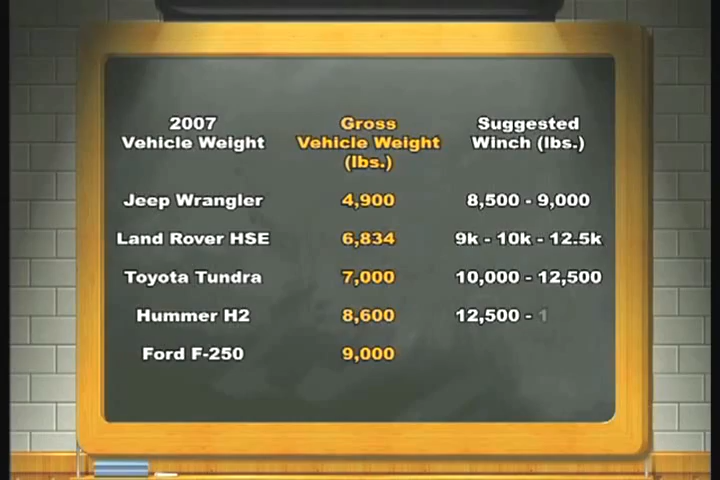 2007
Vehicle Weight
Gross
Vehicle Weight
(lbs.)
Suggested
Winch (lbs.)
Jeep Wrangler 4,900 8,500 - 9,000
Land Rover HSE 6,834 9k - 10k - 12.5k
Toyota Tundra 7,000 10,000 - 12,500
Hummer H2 8,600 12,500 - 1
Ford F-250 9,000